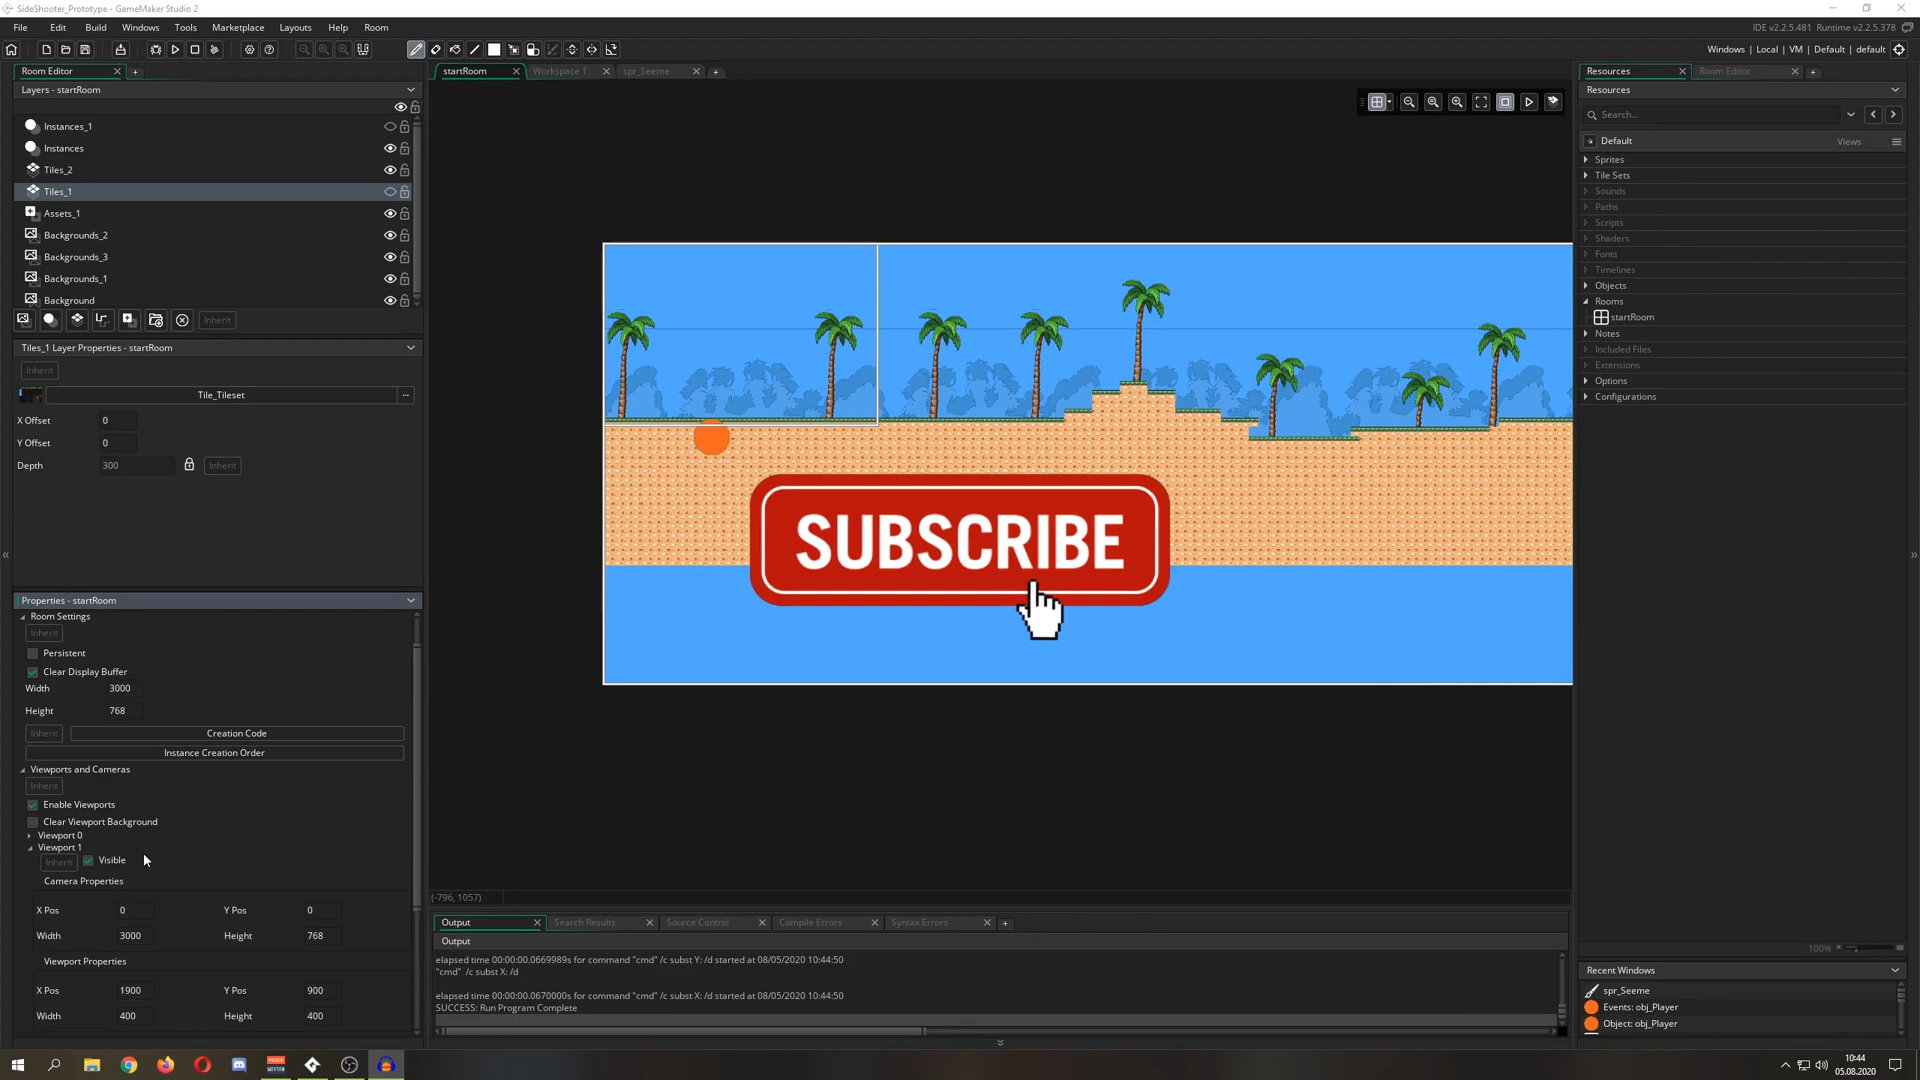 SideShooter_Prototype - GameMaker Studio 2
File Edit Build Windows Tools Marketplace Layouts Help Room
IDE v2.2.5.481 Runtime v2.2.5.378
Windows | Local | VM | Default | default
Room Editor
Layers - startRoom
Instances_1
Instances
Tiles_2
Tiles_1
Assets_1
Backgrounds_2
Backgrounds_3
Backgrounds_1
Background
Inherit
Tiles_1 Layer Properties - startRoom
Inherit
Tile_Tileset
...
X Offset 0
Y Offset 0
Depth 300 Inherit
Properties - startRoom
Room Settings
Inherit
Persistent
Clear Display Buffer
Width 3000
Height 768
Inherit Creation Code
Instance Creation Order
Viewports and Cameras
Inherit
Enable Viewports
Clear Viewport Background
Viewport 0
Viewport 1
Inherit Visible
Camera Properties
X Pos 0 Y Pos 0
Width 3000 Height 768
Viewport Properties
X Pos 1900 Y Pos 900
Width 400 Height 400
startRoom Workspace 1 spr_Seeme
SUBSCRIBE
(-796, 1057)
Output Search Results Source Control Compile Errors Syntax Errors
Output
elapsed time 00:00:00.0669989s for command "cmd" /c subst Y: /d started at 08/05/2020 10:44:50
"cmd" /c subst X: /d
elapsed time 00:00:00.0670000s for command "cmd" /c subst X: /d started at 08/05/2020 10:44:50
SUCCESS: Run Program Complete
Resources Room Editor
Resources
Search...
Default Views
Sprites
Tile Sets
Sounds
Paths
Scripts
Shaders
Fonts
Timelines
Objects
Rooms
startRoom
Notes
Included Files
Extensions
Options
Configurations
100%
Recent Windows
spr_Seeme
Events: obj_Player
Object: obj_Player
10:44
05.08.2020